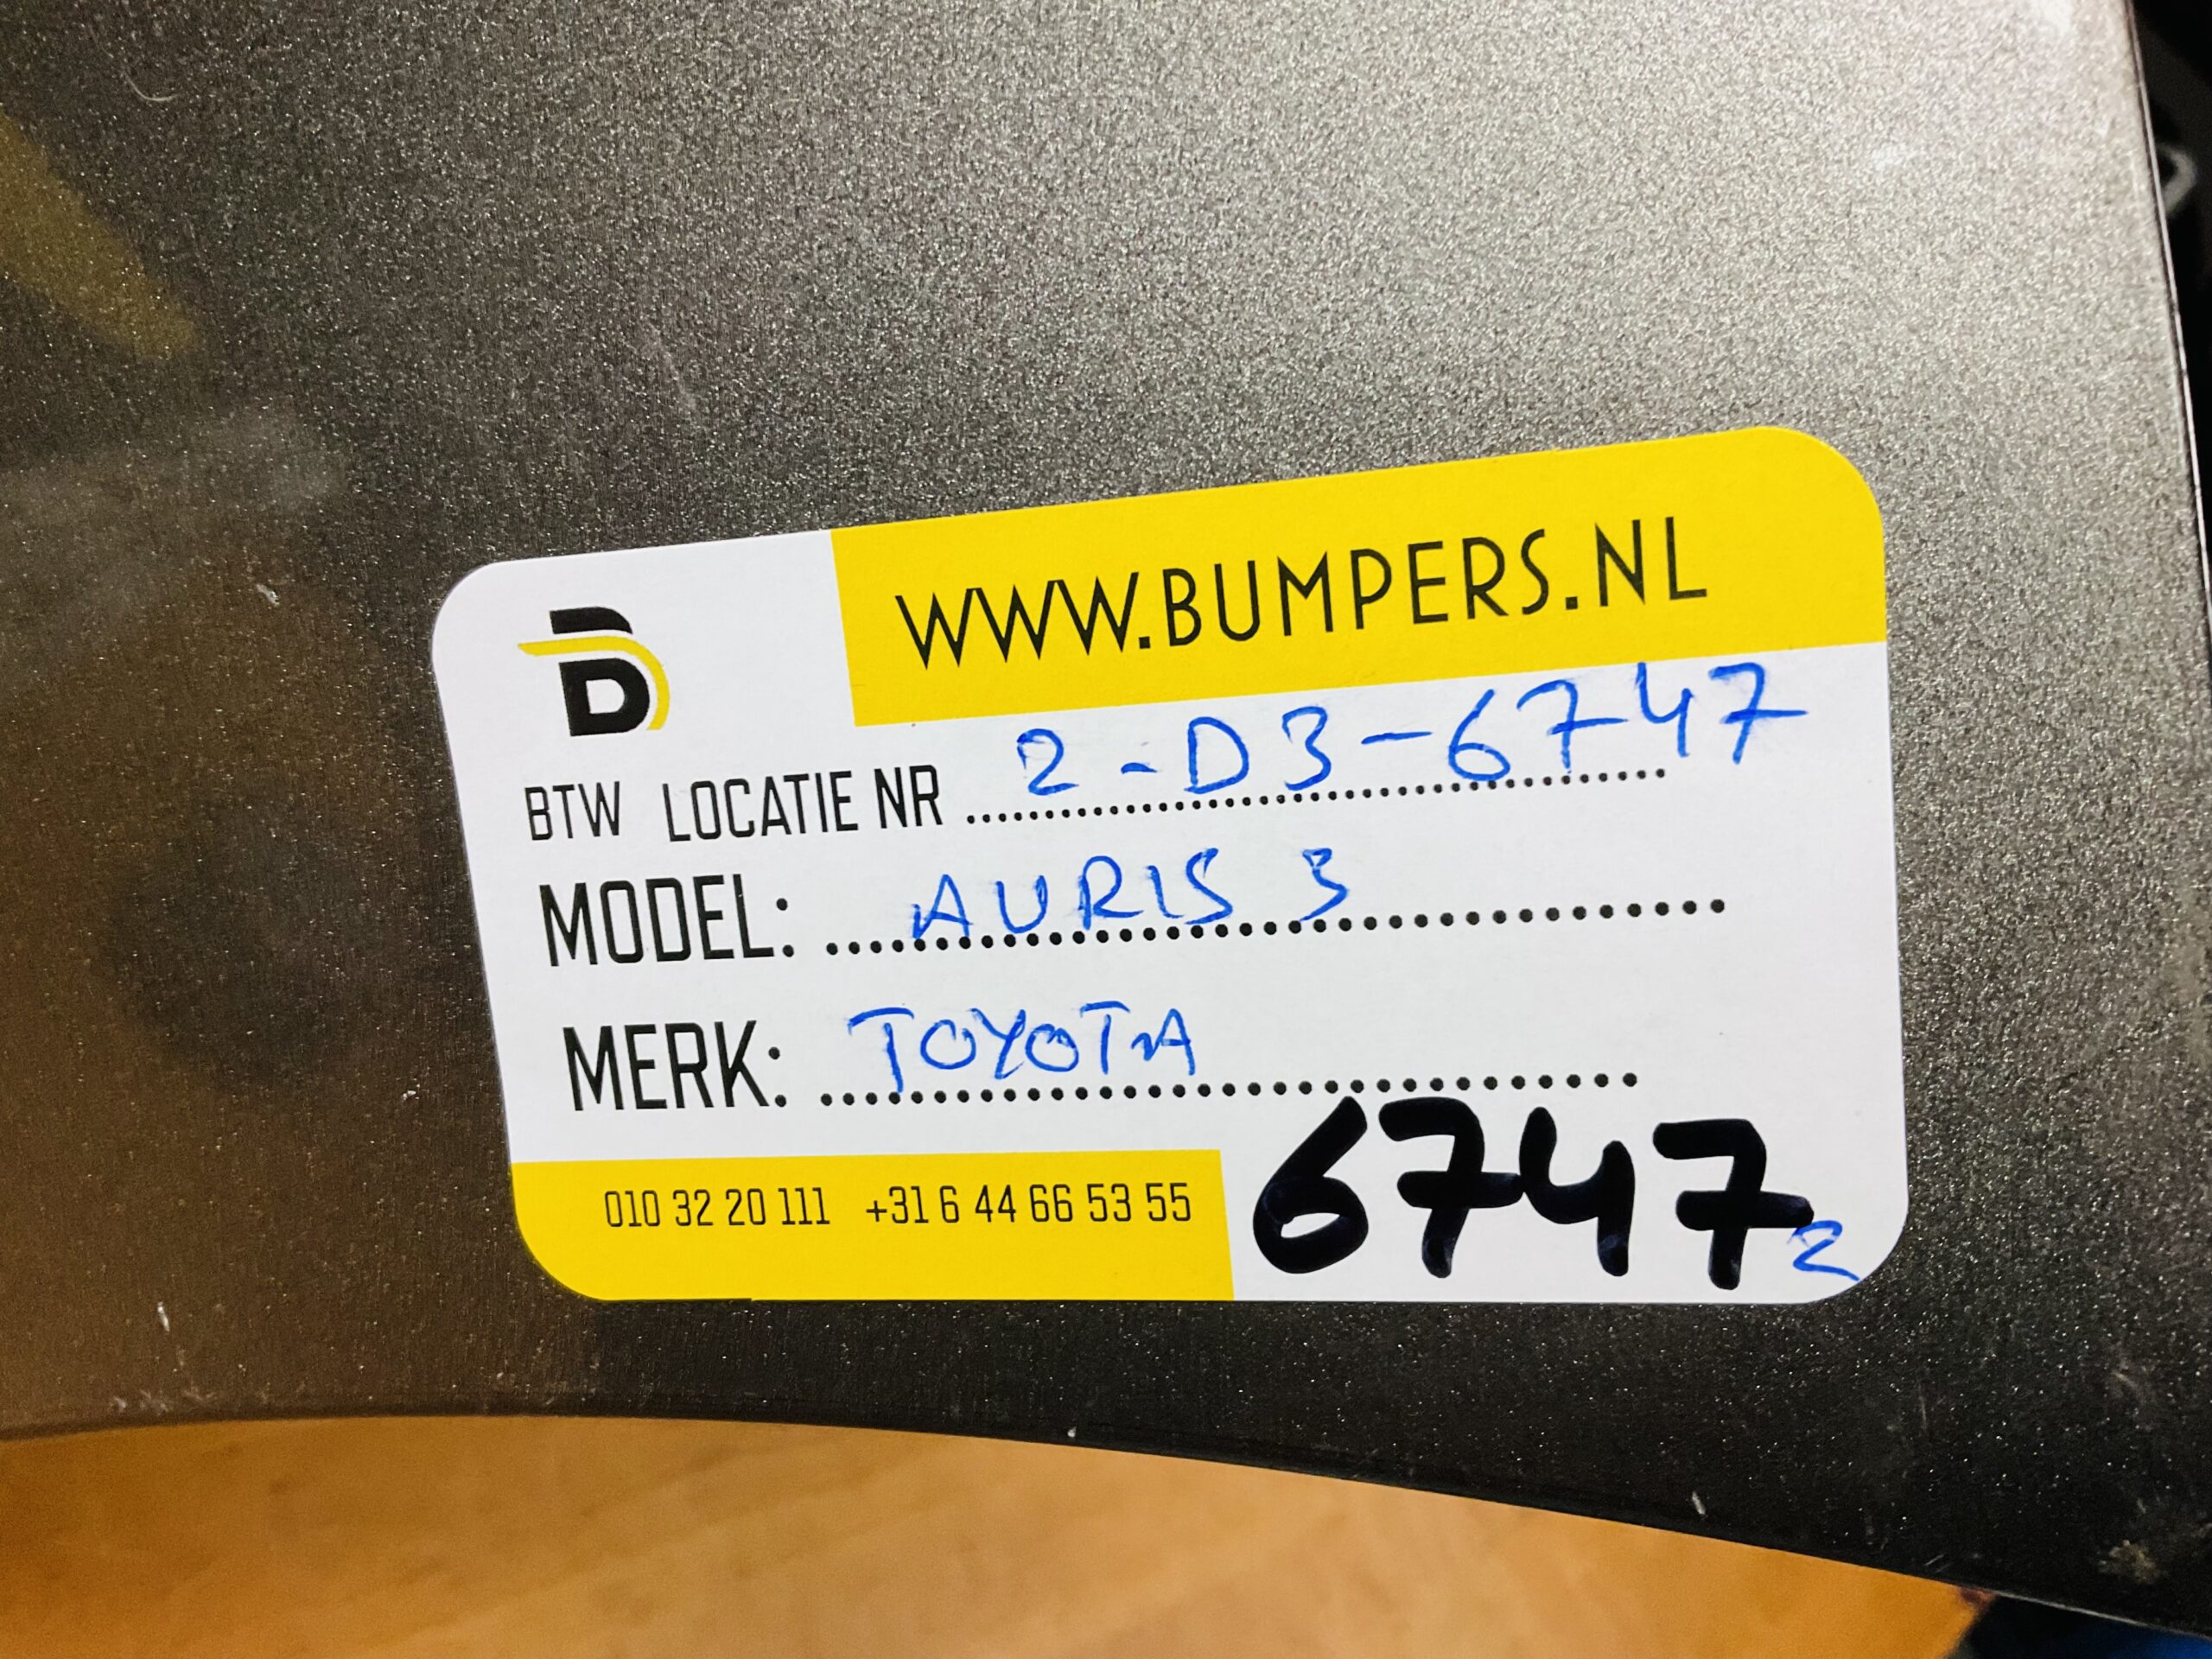 WWW.BUMPERS.NL
BTW LOCATIE NR 2-D3-6747
MODEL: AURIS 3
MERK: TOYOTA
010 32 20 111 +31 6 44 66 53 55
6747 2